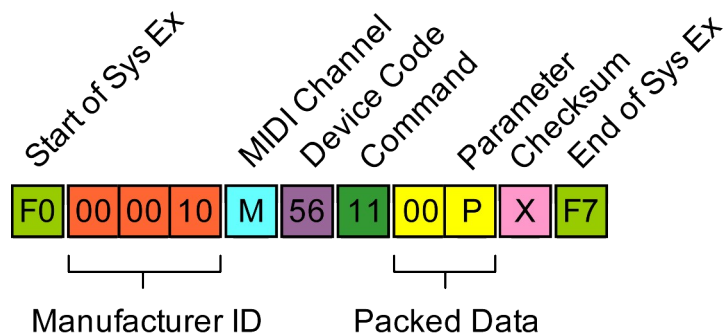 Start of Sys Ex
MIDI Channel
Device Code
Command
Parameter
Checksum
End of Sys Ex
F0 00 00 10 M 56 11 00 P X F7
Manufacturer ID Packed Data